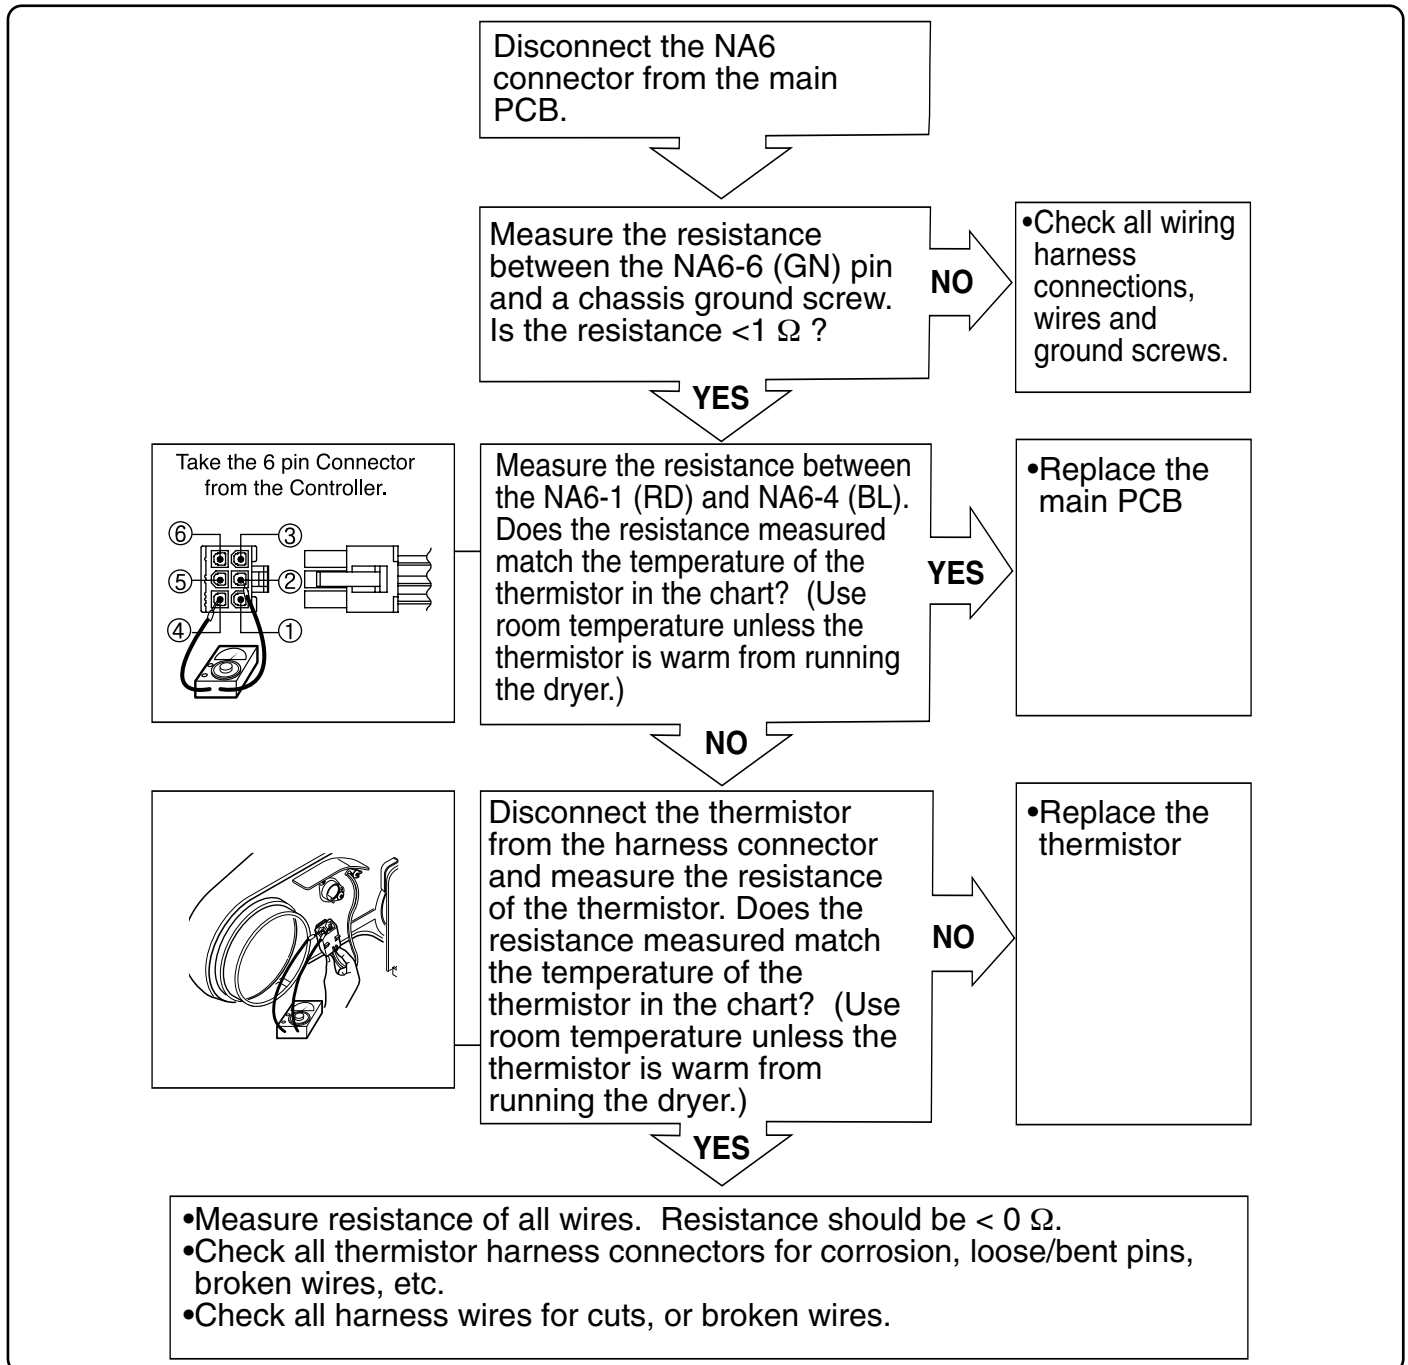 Disconnect the NA6
connector from the main
PCB.
Measure the resistance
between the NA6-6 (GN) pin
and a chassis ground screw.
Is the resistance <1 Ω ?
NO
•Check all wiring
harness
connections,
wires and
ground screws.
YES
Take the 6 pin Connector
from the Controller.
⑥
③
⑤
②
④
①
Measure the resistance between
the NA6-1 (RD) and NA6-4 (BL).
Does the resistance measured
match the temperature of the
thermistor in the chart?  (Use
room temperature unless the
thermistor is warm from running
the dryer.)
YES
•Replace the
main PCB
NO
Disconnect the thermistor
from the harness connector
and measure the resistance
of the thermistor. Does the
resistance measured match
the temperature of the
thermistor in the chart?  (Use
room temperature unless the
thermistor is warm from
running the dryer.)
NO
•Replace the
thermistor
YES
•Measure resistance of all wires.  Resistance should be < 0 Ω.
•Check all thermistor harness connectors for corrosion, loose/bent pins,
broken wires, etc.
•Check all harness wires for cuts, or broken wires.